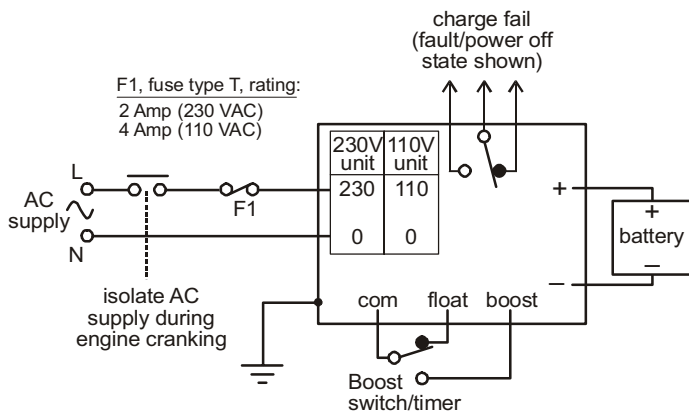 charge fail
(fault/power off
state shown)
F1, fuse type T, rating:
2 Amp (230 VAC)
4 Amp (110 VAC)
230V unit
110V unit
230
110
0
0
L
AC supply
N
F1
isolate AC
supply during
engine cranking
+
−
+
battery
−
com
float
boost
Boost
switch/timer